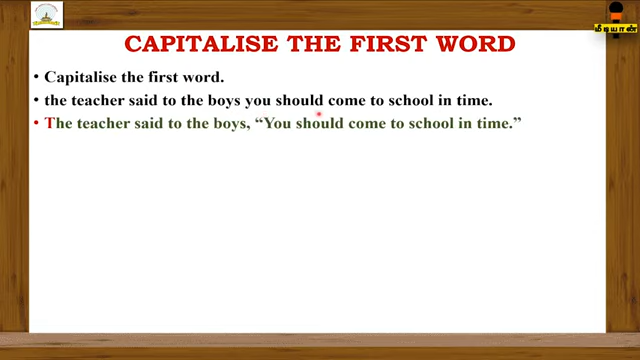 மீடியான்
CAPITALISE THE FIRST WORD
• Capitalise the first word.
• the teacher said to the boys you should come to school in time.
• The teacher said to the boys, “You should come to school in time.”